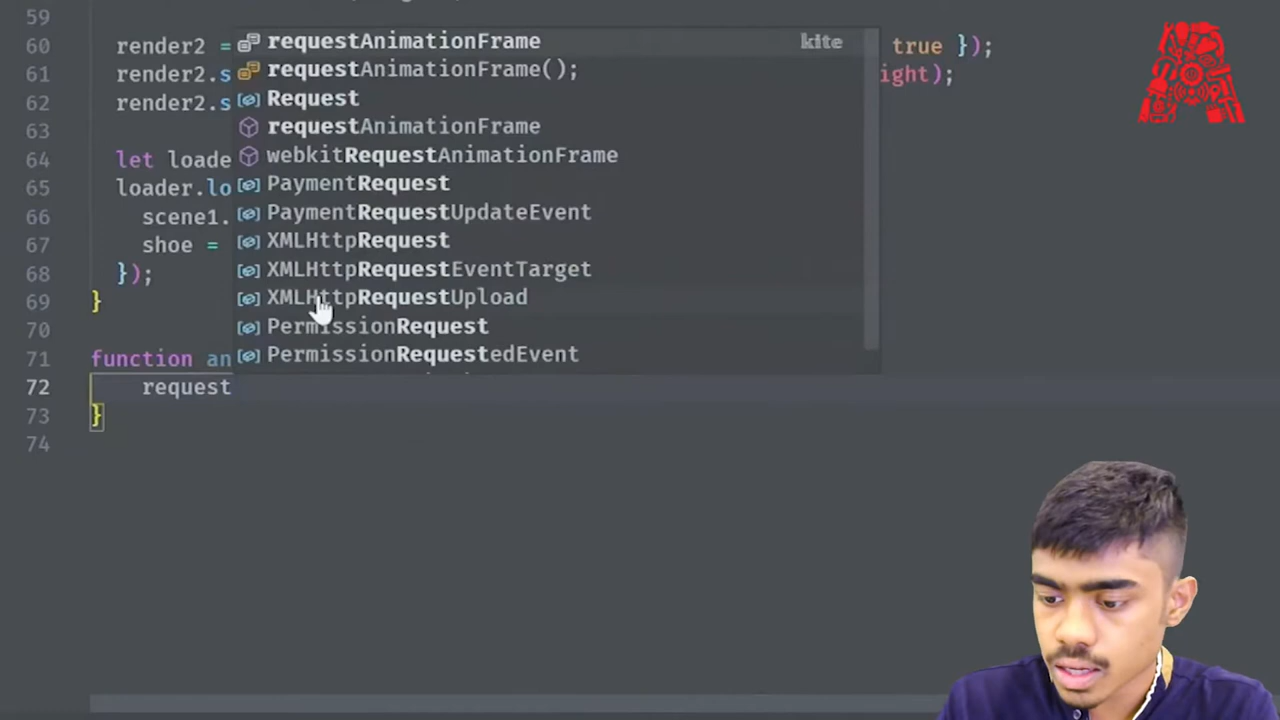 59
60 render2 = true });
61 render2.s ight);
62 render2.s
63
64 let loade
65 loader.lo
66 scene1.
67 shoe =
68 });
69 }
70
71 function an
72 request
73 }
74
requestAnimationFrame kite
requestAnimationFrame();
Request
requestAnimationFrame
webkitRequestAnimationFrame
PaymentRequest
PaymentRequestUpdateEvent
XMLHttpRequest
XMLHttpRequestEventTarget
XMLHttpRequestUpload
PermissionRequest
PermissionRequestedEvent